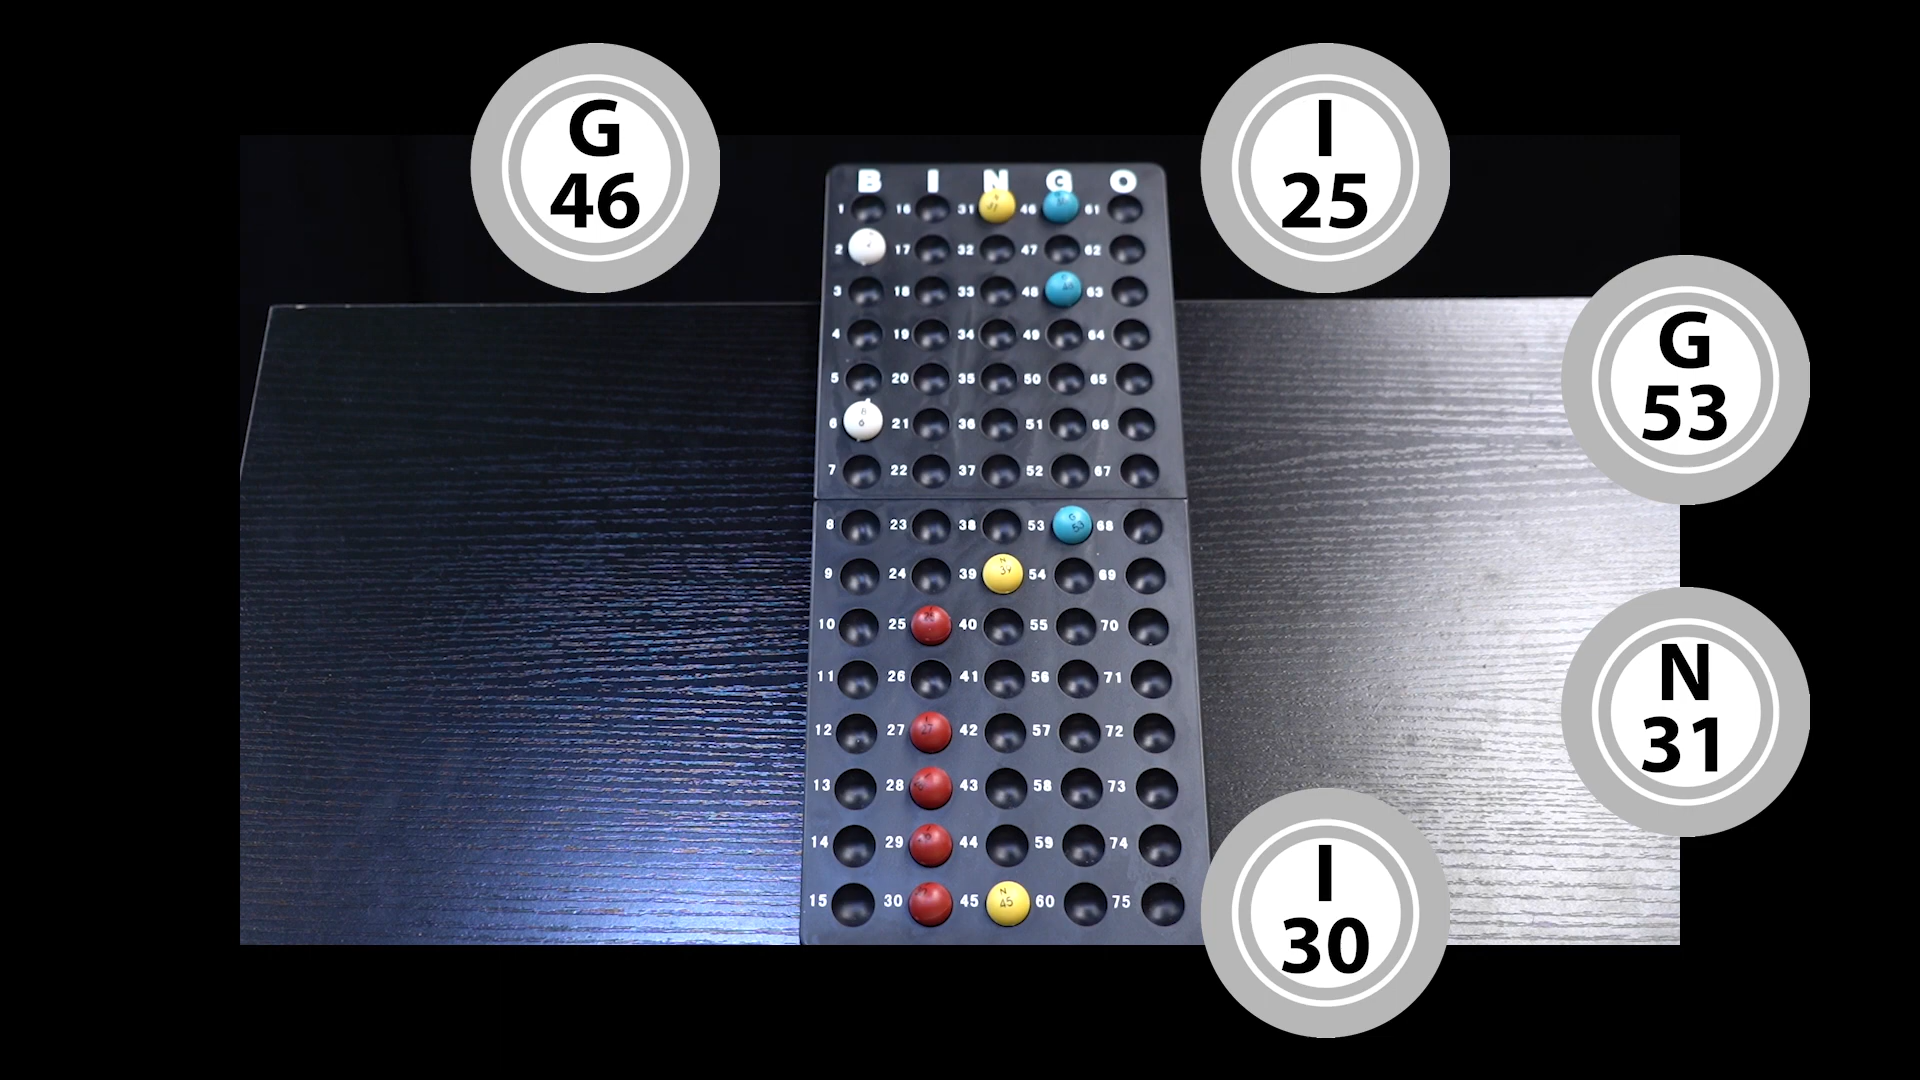 G
46
I
25
G
53
N
31
I
30
B I N G O
1 16 31 46 61
2 17 32 47 62
3 18 33 48 63
4 19 34 49 64
5 20 35 50 65
6 21 36 51 66
7 22 37 52 67
8 23 38 53 68
9 24 39 54 69
10 25 40 55 70
11 26 41 56 71
12 27 42 57 72
13 28 43 58 73
14 29 44 59 74
15 30 45 60 75
B
6
G
53
N
39
I
27
N
45